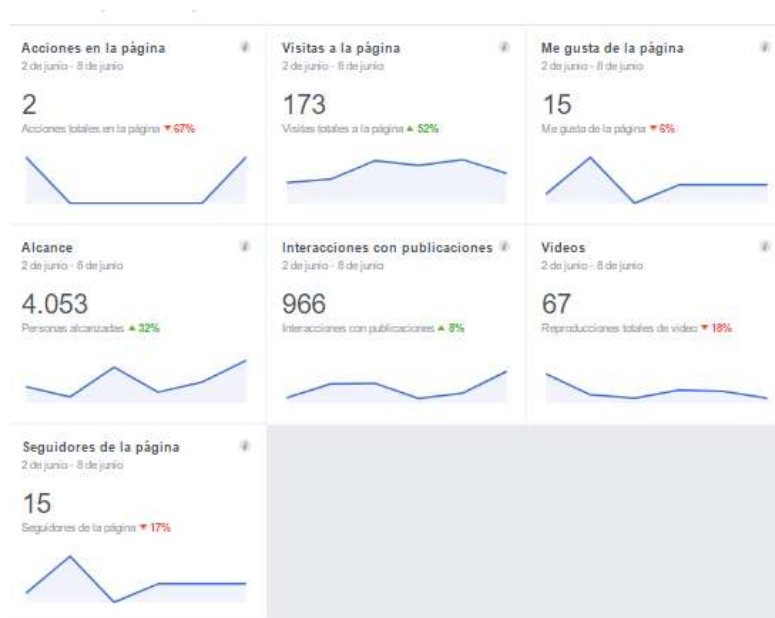 Acciones en la página
2 de junio - 8 de junio
2
Acciones totales en la página ▼ 67%
Visitas a la página
2 de junio - 8 de junio
173
Visitas totales a la página ▲ 52%
Me gusta de la página
2 de junio - 8 de junio
15
Me gusta de la página ▼ 6%
Alcance
2 de junio - 8 de junio
4.053
Personas alcanzadas ▲ 32%
Interacciones con publicaciones
2 de junio - 8 de junio
966
Interacciones con publicaciones ▲ 8%
Videos
2 de junio - 8 de junio
67
Reproducciones totales de video ▼ 18%
Seguidores de la página
2 de junio - 8 de junio
15
Seguidores de la página ▼ 17%